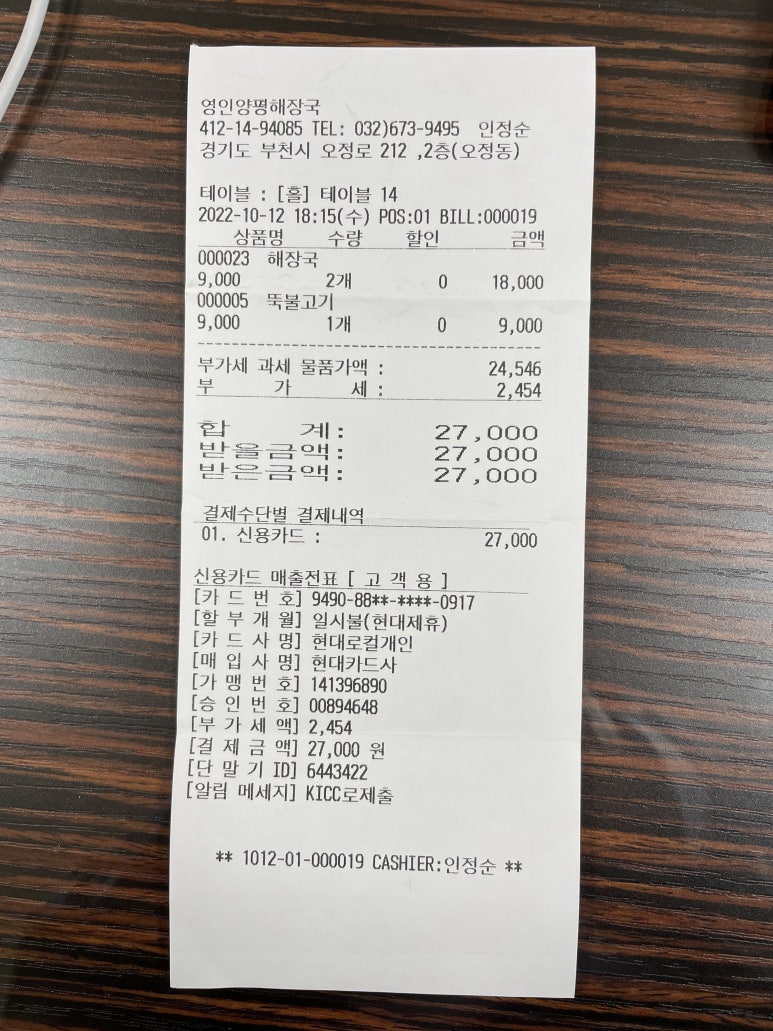 영인양평해장국
412-14-94085 TEL: 032)673-9495 인정순
경기도 부천시 오정로 212 ,2층(오정동)
테이블 : [홀] 테이블 14
2022-10-12 18:15(수) POS:01 BILL:000019
상품명 수량 할인 금액
000023 해장국
9,000 2개 0 18,000
000005 뚝불고기
9,000 1개 0 9,000
부가세 과세 물품가액 : 24,546
부 가 세 : 2,454
합 계: 27,000
받을금액: 27,000
받은금액: 27,000
결제수단별 결제내역
01. 신용카드 : 27,000
신용카드 매출전표 [ 고 객 용 ]
[카 드 번 호] 9490-88**-****-0917
[할 부 개 월] 일시불(현대제휴)
[카 드 사 명] 현대로컬개인
[매 입 사 명] 현대카드사
[가 맹 번 호] 141396890
[승 인 번 호] 00894648
[부 가 세 액] 2,454
[결 제 금 액] 27,000 원
[단 말 기 ID] 6443422
[알림 메세지] KICC로제출
** 1012-01-000019 CASHIER:인정순 **